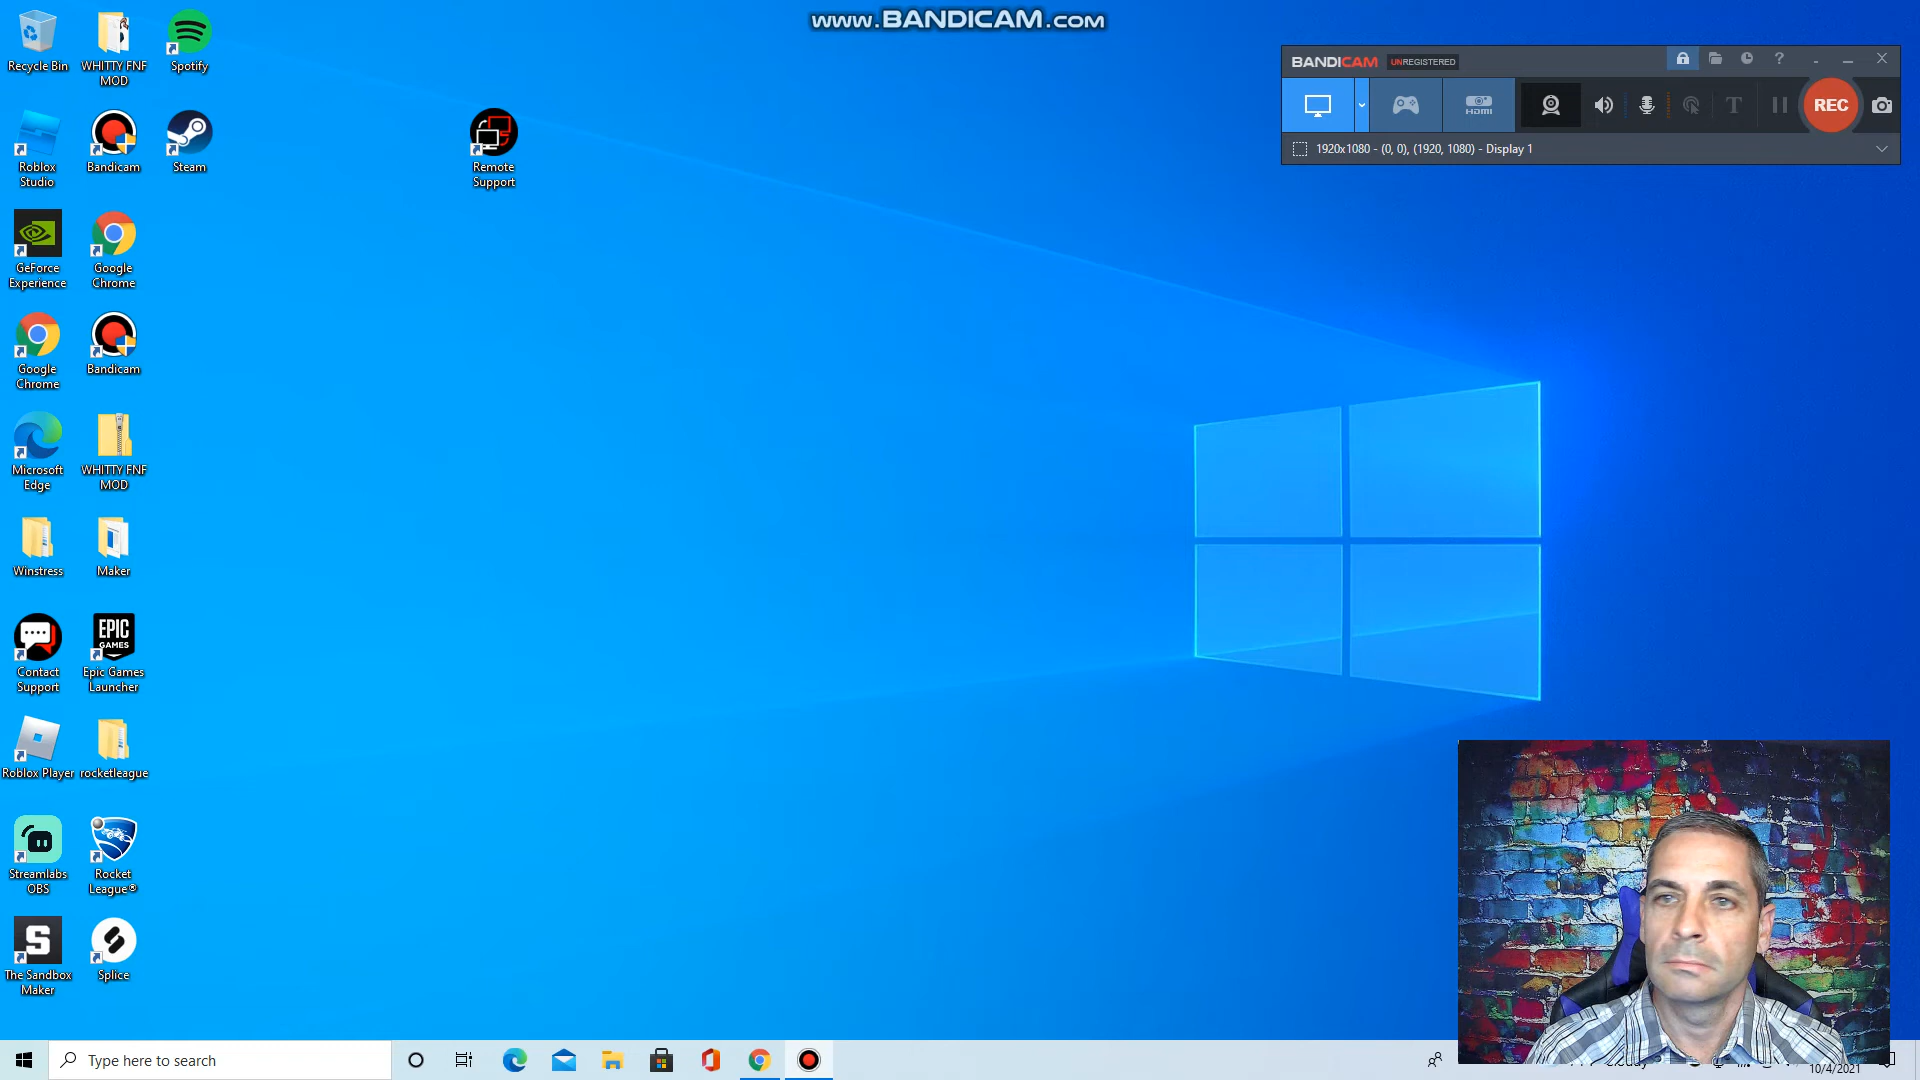 www.BANDICAM.com
BANDICAM UNREGISTERED
?
HDMI
T
REC
1920x1080 - (0, 0), (1920, 1080) - Display 1
Recycle Bin
WHITTY FNF
MOD
Spotify
Roblox
Studio
Bandicam
Steam
Remote
Support
GeForce
Experience
Google
Chrome
Google
Chrome
Bandicam
Microsoft
Edge
WHITTY FNF
MOD
Winstress
Maker
Contact
Support
EPIC
GAMES
Epic Games
Launcher
Roblox Player
rocketleague
Streamlabs
OBS
Rocket
League®
S
The Sandbox
Maker
Splice
Type here to search
10/4/2021